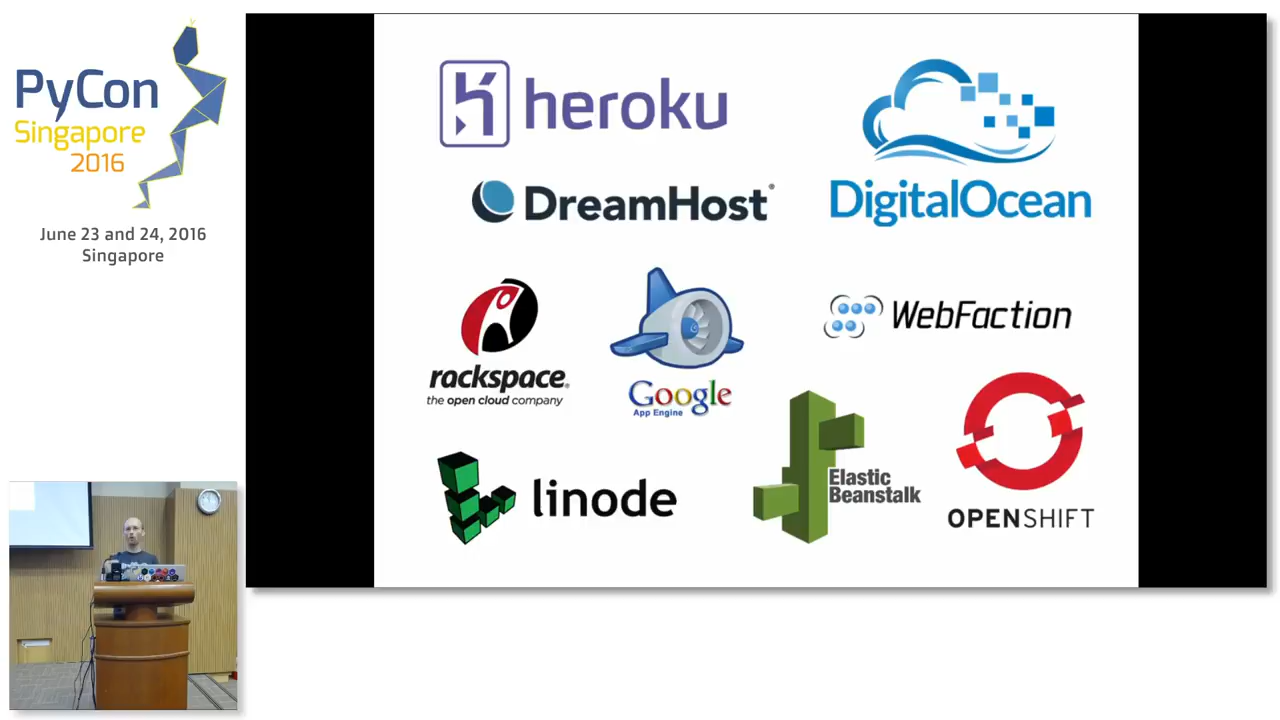 PyCon
Singapore
2016
June 23 and 24, 2016
Singapore
heroku
DigitalOcean
DreamHost®
rackspace®
the open cloud company
Google
App Engine
WebFaction
linode
Elastic
Beanstalk
OPENSHIFT